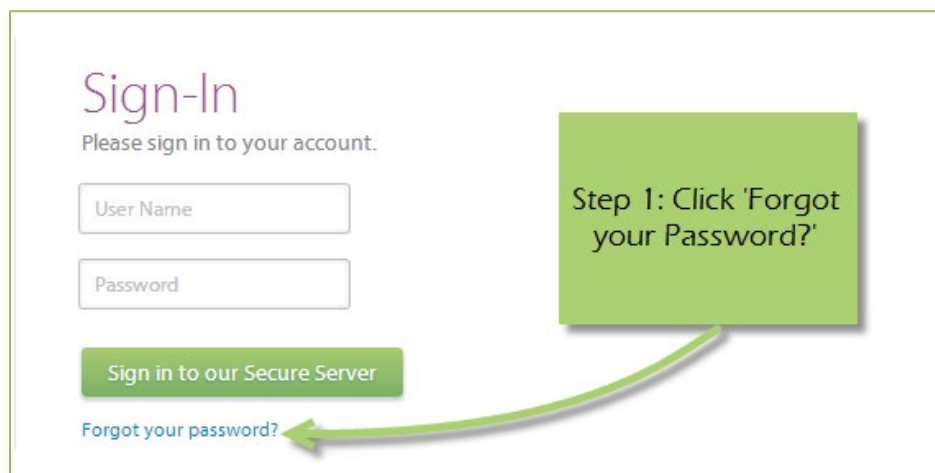 Sign-In
Please sign in to your account.
User Name
Password
Sign in to our Secure Server
Forgot your password?
Step 1: Click 'Forgot
your Password?'